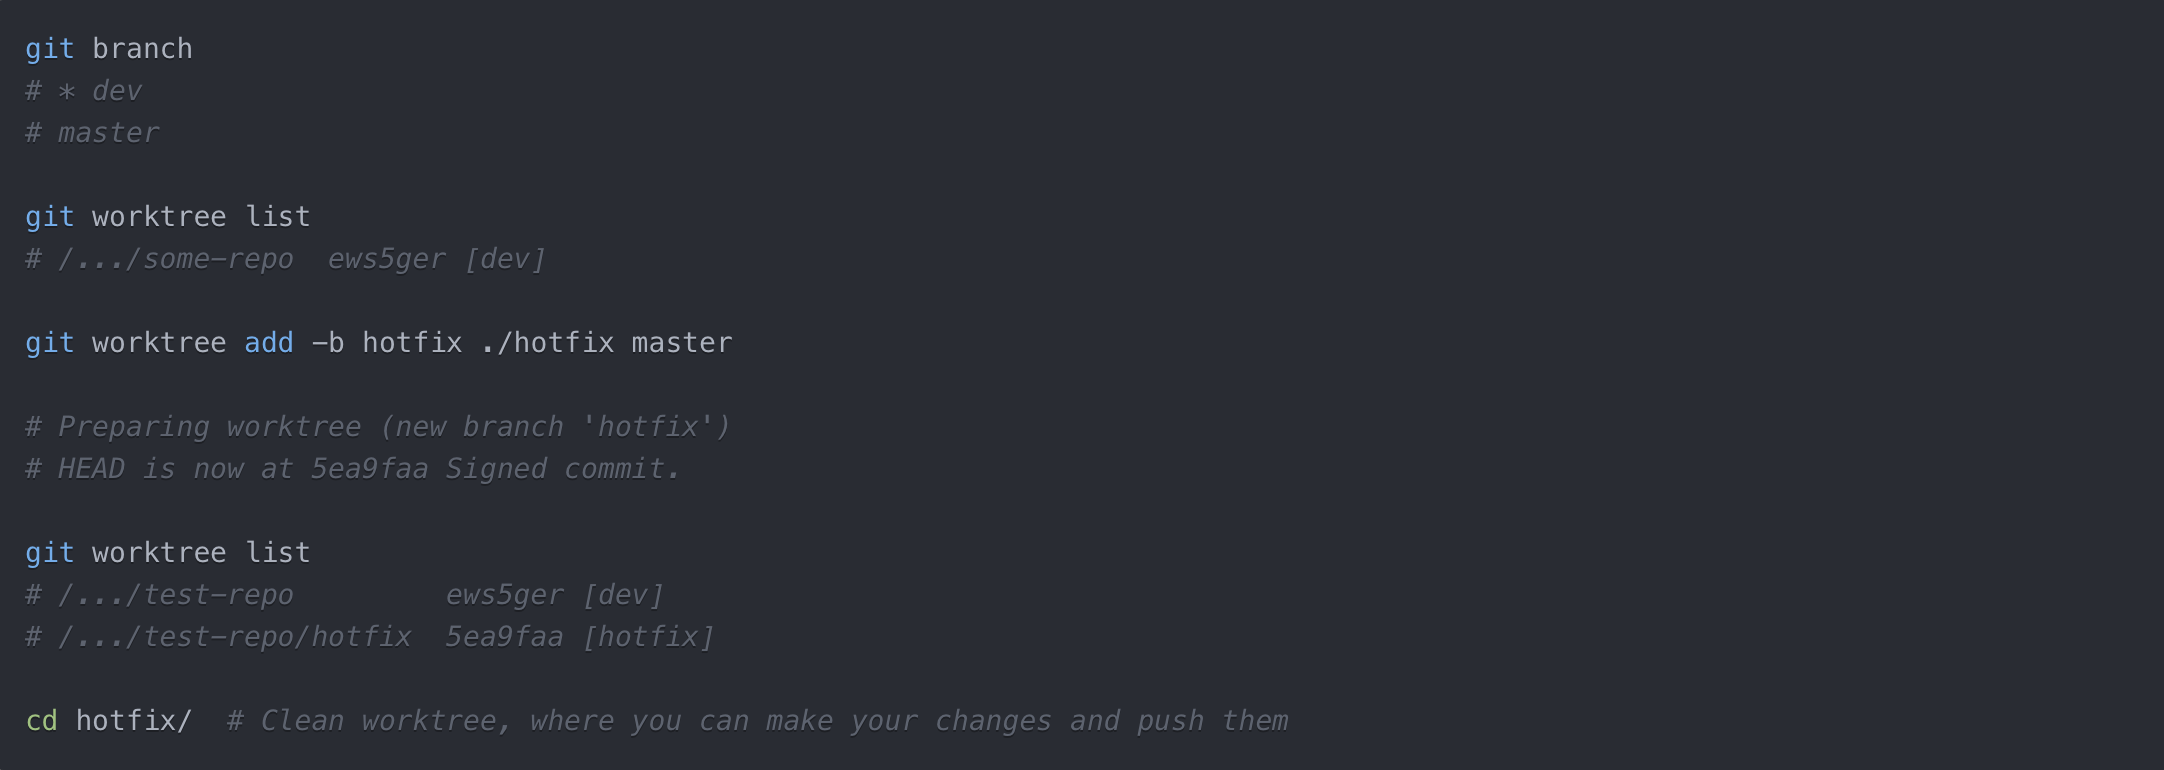 git branch
# * dev
# master
git worktree list
# /.../some-repo  ews5ger [dev]
git worktree add -b hotfix ./hotfix master
# Preparing worktree (new branch 'hotfix')
# HEAD is now at 5ea9faa Signed commit.
git worktree list
# /.../test-repo         ews5ger [dev]
# /.../test-repo/hotfix  5ea9faa [hotfix]
cd hotfix/  # Clean worktree, where you can make your changes and push them